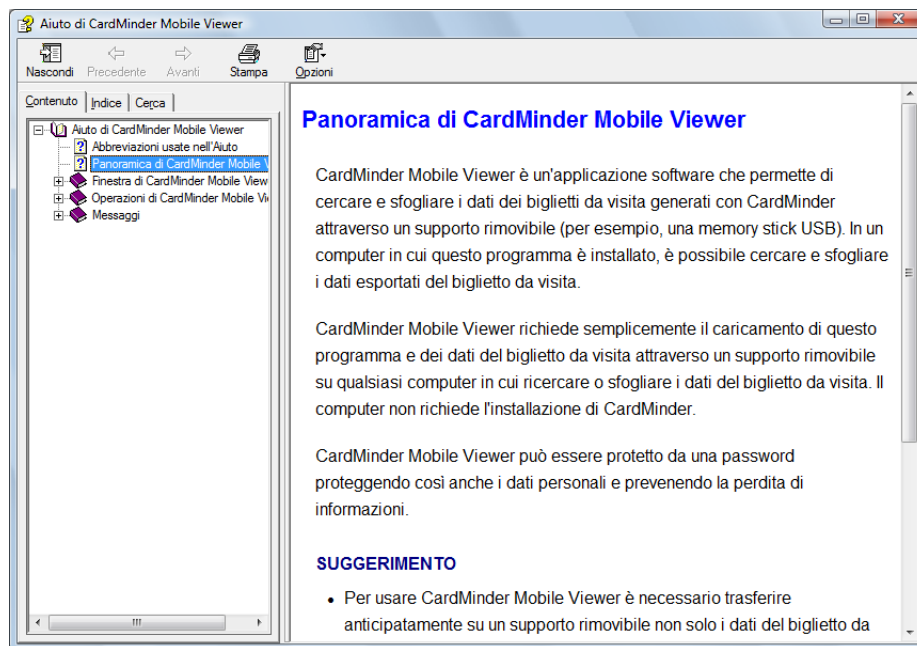 Aiuto di CardMinder Mobile Viewer
Nascondi Precedente Avanti Stampa Opzioni
Contenuto Indice Cerca
Aiuto di CardMinder Mobile Viewer
Abbreviazioni usate nell'Aiuto
Panoramica di CardMinder Mobile V
Finestra di CardMinder Mobile View
Operazioni di CardMinder Mobile Vi
Messaggi
Panoramica di CardMinder Mobile Viewer
CardMinder Mobile Viewer è un'applicazione software che permette di
cercare e sfogliare i dati dei biglietti da visita generati con CardMinder
attraverso un supporto rimovibile (per esempio, una memory stick USB). In un
computer in cui questo programma è installato, è possibile cercare e sfogliare
i dati esportati del biglietto da visita.
CardMinder Mobile Viewer richiede semplicemente il caricamento di questo
programma e dei dati del biglietto da visita attraverso un supporto rimovibile
su qualsiasi computer in cui ricercare o sfogliare i dati del biglietto da visita. Il
computer non richiede l'installazione di CardMinder.
CardMinder Mobile Viewer può essere protetto da una password
proteggendo così anche i dati personali e prevenendo la perdita di
informazioni.
SUGGERIMENTO
• Per usare CardMinder Mobile Viewer è necessario trasferire
anticipatamente su un supporto rimovibile non solo i dati del biglietto da